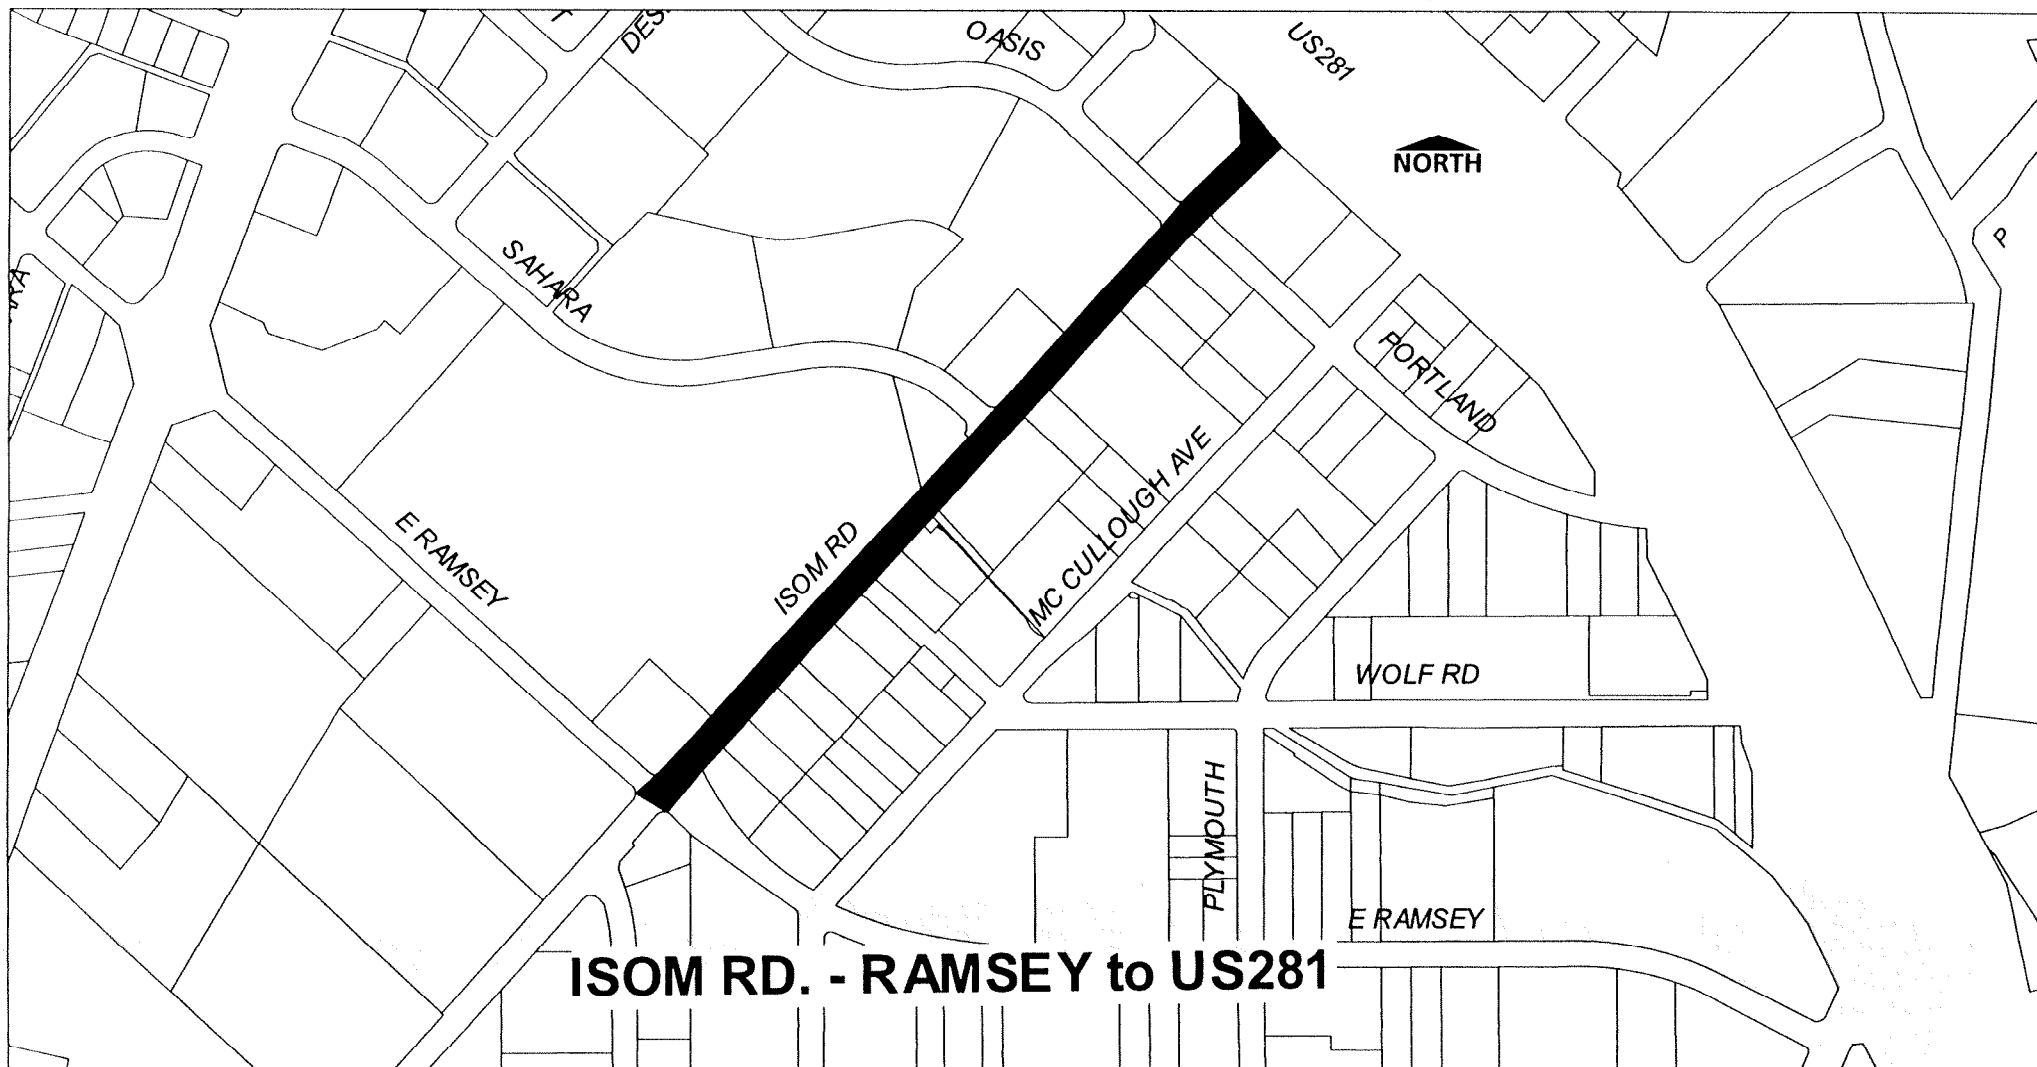 OASIS
US281
NORTH
SAHARA
PORTLAND
MC CULLOUGH AVE
E RAMSEY
ISOM RD
WOLF RD
PLYMOUTH
E RAMSEY
ISOM RD. - RAMSEY to US281
P
DES